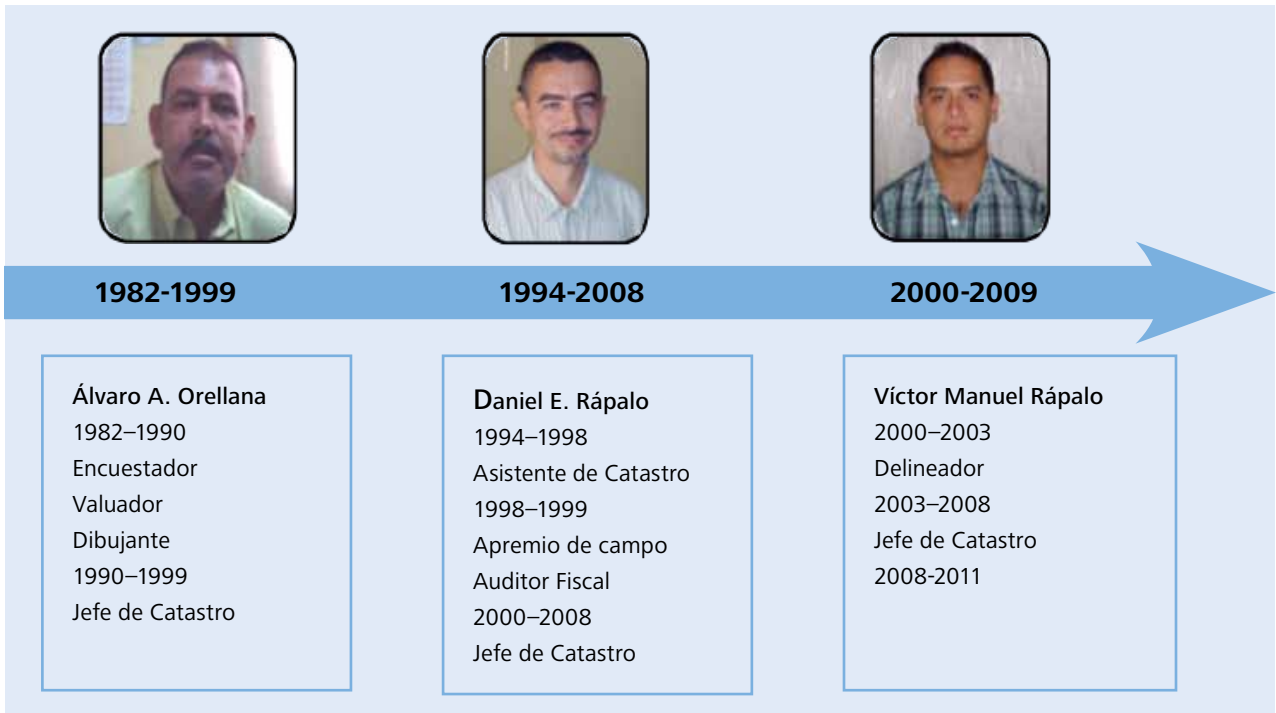 1982-1999
1994-2008
2000-2009
Álvaro A. Orellana
1982–1990
Encuestador
Valuador
Dibujante
1990–1999
Jefe de Catastro
Daniel E. Rápalo
1994–1998
Asistente de Catastro
1998–1999
Apremio de campo
Auditor Fiscal
2000–2008
Jefe de Catastro
Víctor Manuel Rápalo
2000–2003
Delineador
2003–2008
Jefe de Catastro
2008-2011